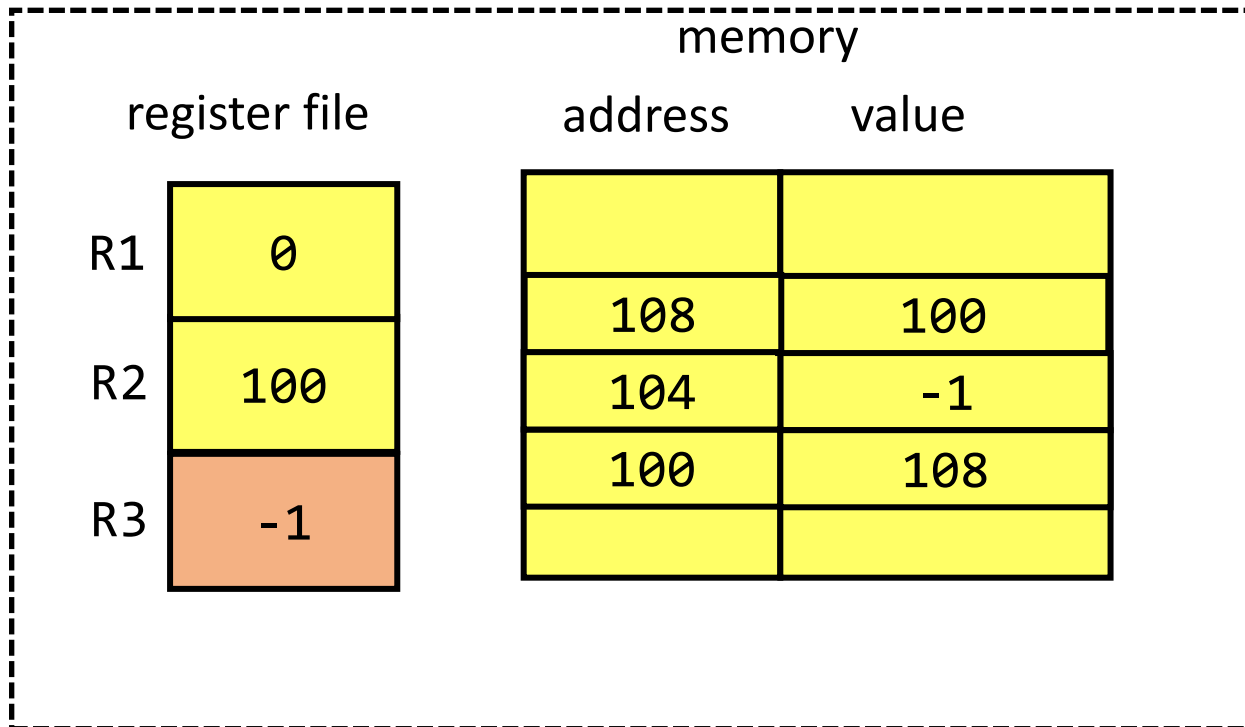 memory
register file
address value
R1 0
R2 100
R3 -1
108 100
104 -1
100 108